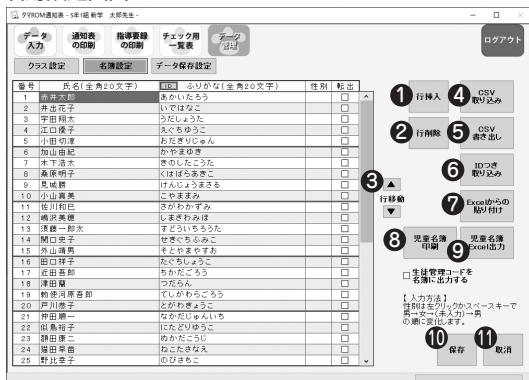 タマROM通知表 - 5年1組 新学 太郎先生 -
データ入力
通知表の印刷
指導要録の印刷
チェック用一覧表
データ管理
ログアウト
クラス設定
名簿設定
データ保存設定
番号 氏名(全角20文字) ふりがな(全角20文字) 性別 転出
1 赤井太郎 あかいたろう
2 井出花子 いではなこ
3 宇田翔太 うだしょうた
4 江口優子 えぐちゆうこ
5 小田切淳 おだぎりじゅん
6 加山由紀 かやまゆき
7 木下浩太 きのしたこうた
8 桑原明子 くはばらあきこ
9 見城勝 けんじょうまさる
10 小山真美 こやままみ
11 佐川和巳 さがわかずみ
12 嶋沢美穂 しまざわみほ
13 須藤一郎太 すどういちろうた
14 関口史子 せきぐちふみこ
15 外山靖男 そとやまやすお
16 田口祥子 たぐちしょうこ
17 近田吾郎 ちかだごろう
18 津田蘭 つだらん
19 勅使河原吾郎 てしがわらごろう
20 戸川恭子 とがわきょうこ
21 仲田順一 なかだじゅんいち
22 似鳥裕子 にたどりゆうこ
23 額田康二 ぬかだこうじ
24 猫田早苗 ねこたさなえ
25 野比幸子 のびさちこ
❶ 行挿入
❷ 行削除
❸ ▲
行移動
▼
❹ CSV取り込み
❺ CSV書き出し
❻ IDつき取り込み
❼ Excelからの貼り付け
❽ 児童名簿印刷
❾ 児童名簿Excel出力
□ 生徒管理コードを
名簿に出力する
【 入力方法 】
性別は左クリックかスペースキーで
男→女→(未入力)→男
の順に変化します。
❿ 保存
⓫ 取消